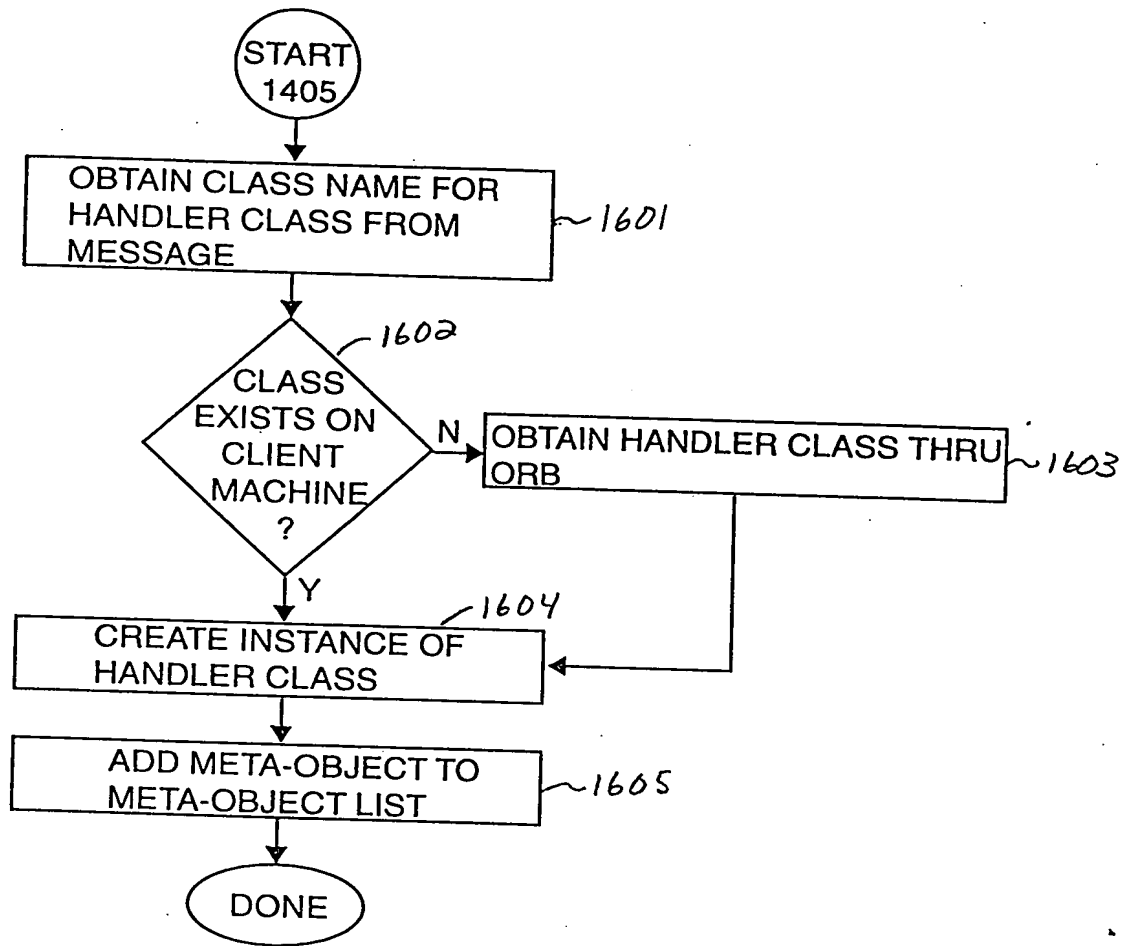 START
1405
OBTAIN CLASS NAME FOR
HANDLER CLASS FROM
MESSAGE
1601
1602
CLASS
EXISTS ON
CLIENT
MACHINE
?
N
OBTAIN HANDLER CLASS THRU
ORB
1603
Y
1604
CREATE INSTANCE OF
HANDLER CLASS
ADD META-OBJECT TO
META-OBJECT LIST
1605
DONE